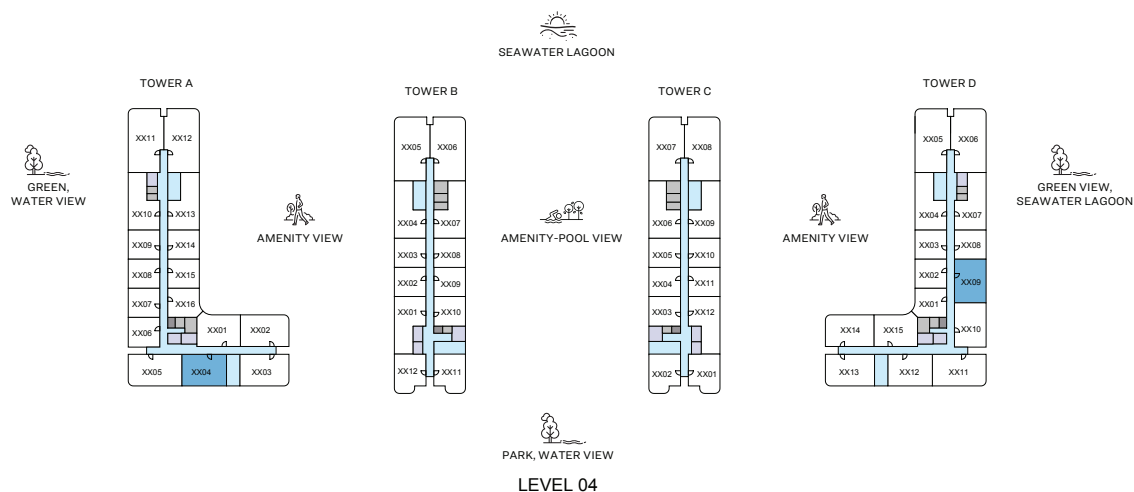 SEAWATER LAGOON
TOWER A
TOWER B
TOWER C
TOWER D
GREEN,
WATER VIEW
AMENITY VIEW
AMENITY-POOL VIEW
AMENITY VIEW
GREEN VIEW,
SEAWATER LAGOON
XX11 XX12
XX10 XX13
XX09 XX14
XX08 XX15
XX07 XX16
XX06 XX01 XX02
XX05 XX04 XX03
XX05 XX06
XX04 XX07
XX03 XX08
XX02 XX09
XX01 XX10
XX12 XX11
XX07 XX08
XX06 XX09
XX05 XX10
XX04 XX11
XX03 XX12
XX02 XX01
XX05 XX06
XX04 XX07
XX03 XX08
XX02 XX09
XX01
XX14 XX15 XX10
XX13 XX12 XX11
PARK, WATER VIEW
LEVEL 04